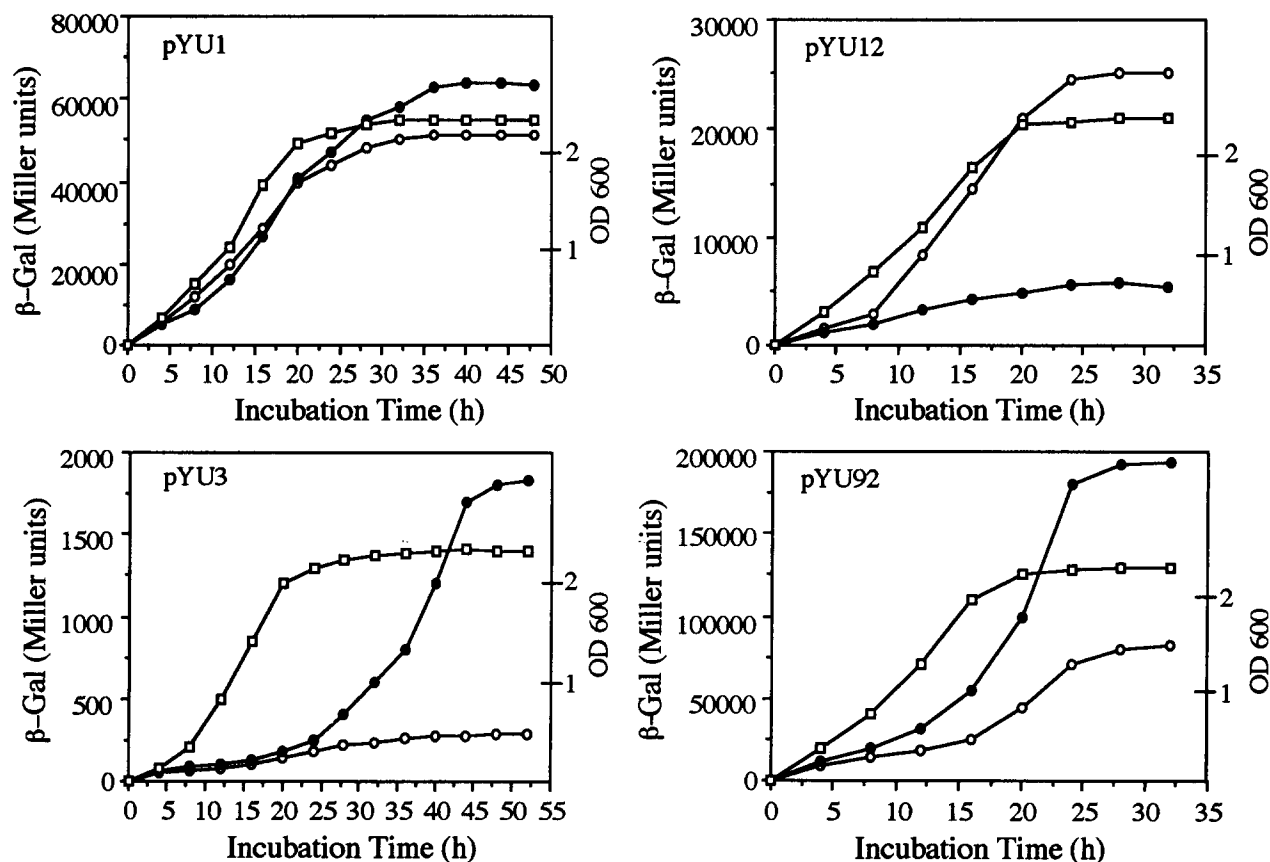 pYU1
β–Gal (Miller units)
80000
60000
40000
20000
0
0 5 10 15 20 25 30 35 40 45 50
Incubation Time (h)
2
1
OD 600
pYU12
β–Gal (Miller units)
30000
20000
10000
0
0 5 10 15 20 25 30 35
Incubation Time (h)
2
1
OD 600
pYU3
β–Gal (Miller units)
2000
1500
1000
500
0
0 5 10 15 20 25 30 35 40 45 50 55
Incubation Time (h)
2
1
OD 600
pYU92
β–Gal (Miller units)
200000
150000
100000
50000
0
0 5 10 15 20 25 30 35
Incubation Time (h)
2
1
OD 600